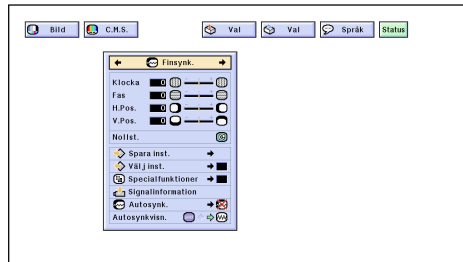 Bild C.M.S. Val Val Språk Status
Finsynk.
Klocka 0
Fas 0
H.Pos. 0
V.Pos. 0
Nollst.
Spara inst.
Välj inst.
Specialfunktioner
Signalinformation
Autosynk.
Autosynkvisn.